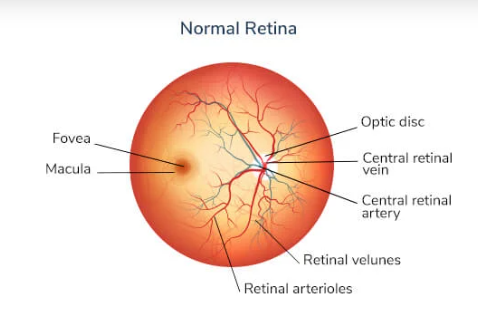 Normal Retina
Fovea
Macula
Optic disc
Central retinal
vein
Central retinal
artery
Retinal velunes
Retinal arterioles